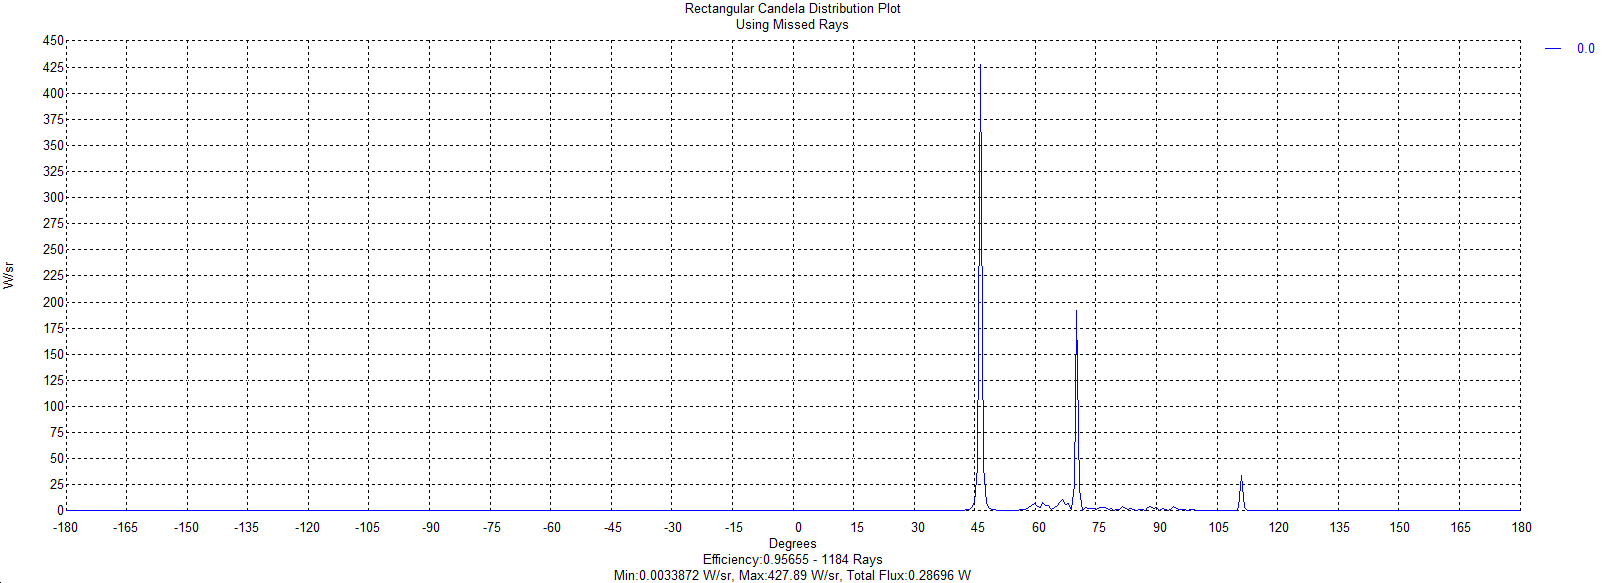 Rectangular Candela Distribution Plot
Using Missed Rays
0.0
450
425
400
375
350
325
300
275
250
225
200
175
150
125
100
75
50
25
0
W/sr
-180 -165 -150 -135 -120 -105 -90 -75 -60 -45 -30 -15 0 15 30 45 60 75 90 105 120 135 150 165 180
Degrees
Efficiency:0.95655 - 1184 Rays
Min:0.0033872 W/sr, Max:427.89 W/sr, Total Flux:0.28696 W